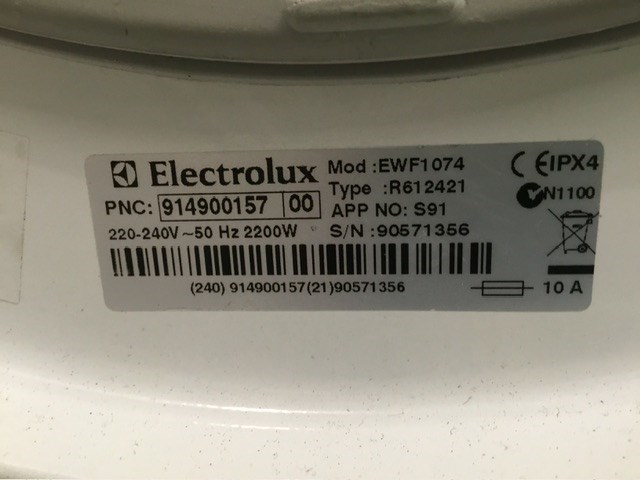 Electrolux Mod :EWF1074 CE IPX4
Type :R612421 N1100
PNC: 914900157 00 APP NO: S91
220-240V~50 Hz 2200W S/N :90571356
(240) 914900157(21)90571356 10 A